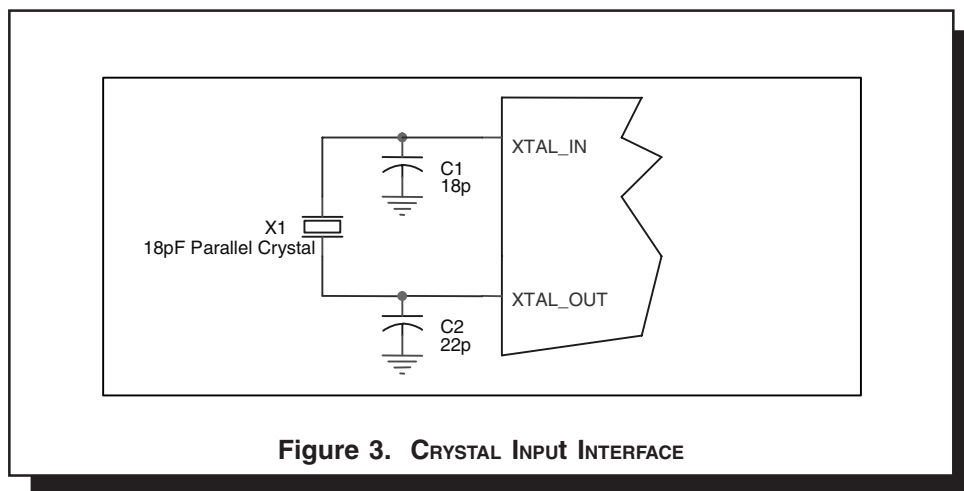 XTAL_IN
C1
18p
X1
18pF Parallel Crystal
XTAL_OUT
C2
22p
Figure 3. CRYSTAL INPUt INTERFACE